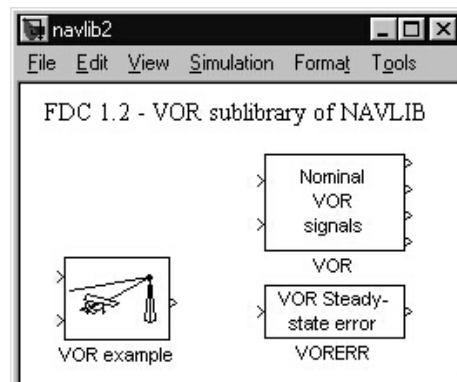 navlib2
File Edit View Simulation Format Tools
FDC 1.2 - VOR sublibrary of NAVLIB
Nominal
VOR
signals
VOR
VOR Steady-
state error
VORERR
VOR example